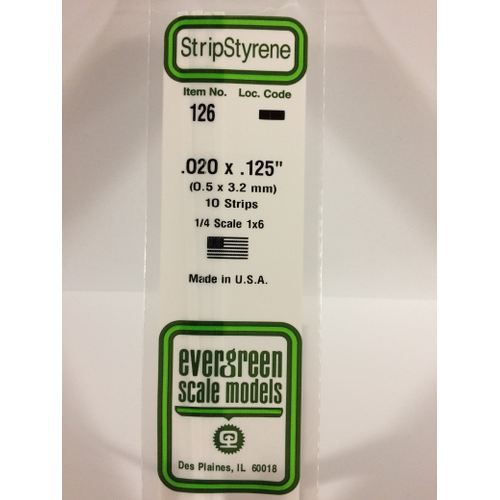 StripStyrene
Item No. Loc. Code
126
.020 x .125"
(0.5 x 3.2 mm)
10 Strips
1/4 Scale 1x6
Made in U.S.A.
evergreen
scale models
Des Plaines, IL 60018